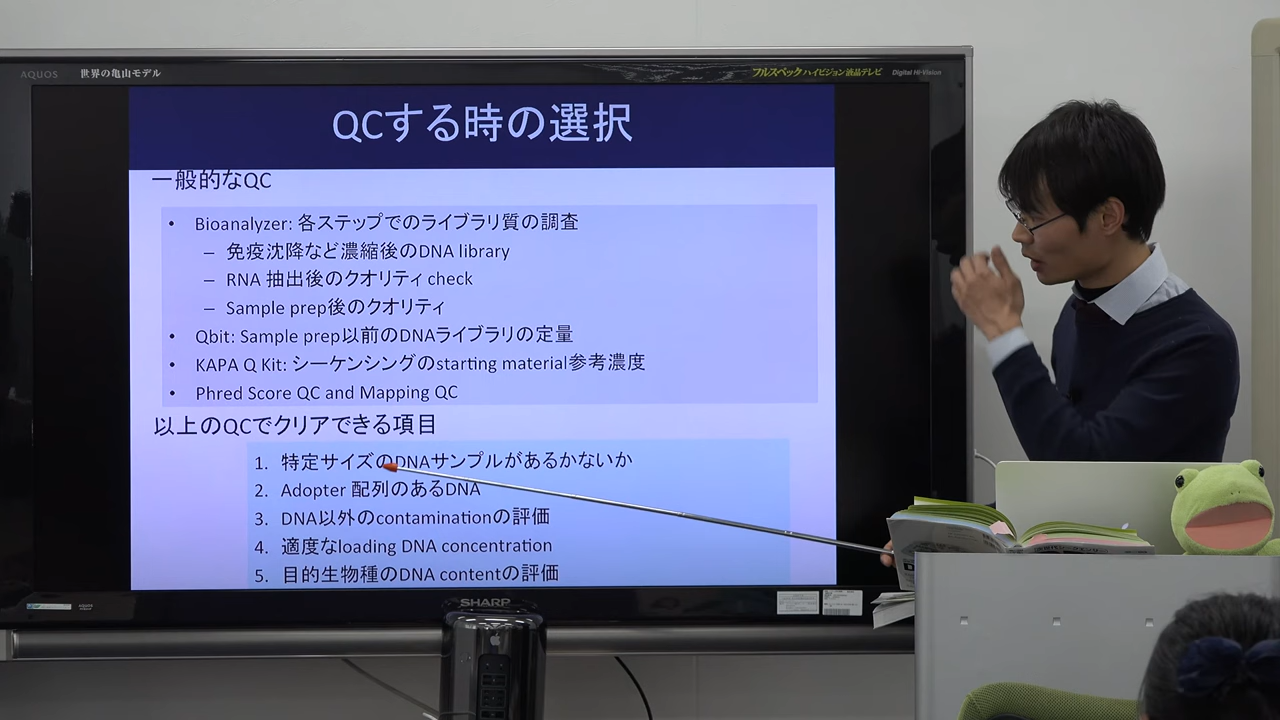 AQUOS 世界の亀山モデル
フルスペックハイビジョン液晶テレビ Digital Hi-Vision
QCする時の選択
一般的なQC
• Bioanalyzer: 各ステップでのライブラリ質の調査
– 免疫沈降など濃縮後のDNA library
– RNA 抽出後のクオリティ check
– Sample prep後のクオリティ
• Qbit: Sample prep以前のDNAライブラリの定量
• KAPA Q Kit: シーケンシングのstarting material参考濃度
• Phred Score QC and Mapping QC
以上のQCでクリアできる項目
1. 特定サイズのDNAサンプルがあるかないか
2. Adopter 配列のあるDNA
3. DNA以外のcontaminationの評価
4. 適度なloading DNA concentration
5. 目的生物種のDNA contentの評価
SHARP